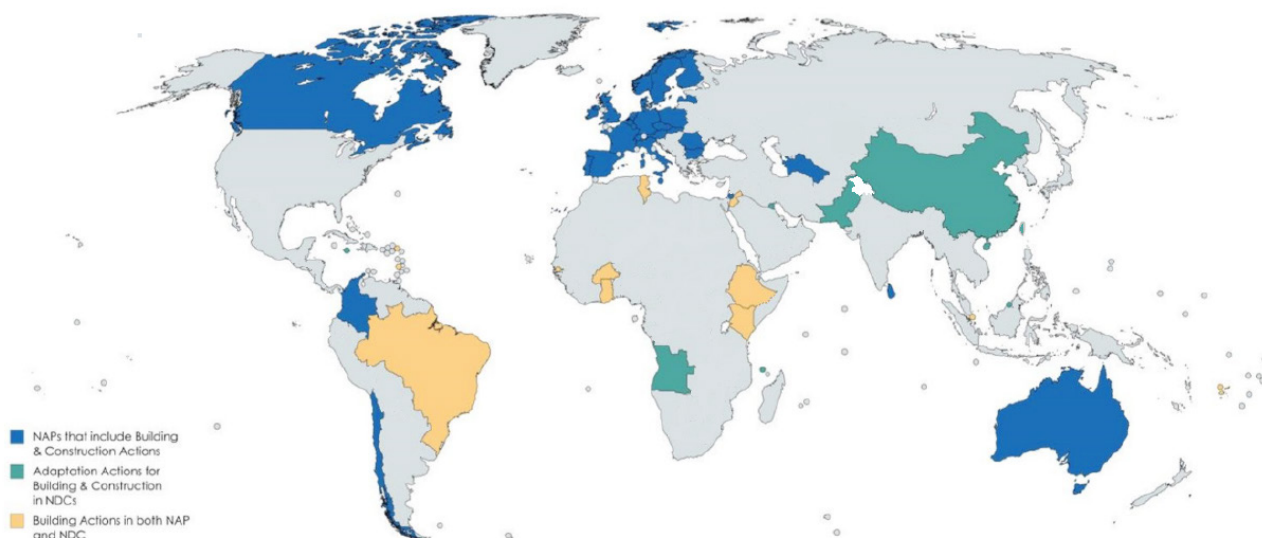 NAPs that include Building
& Construction Actions
Adaptation Actions for
Building & Construction
in NDCs
Building Actions in both NAP
and NDC